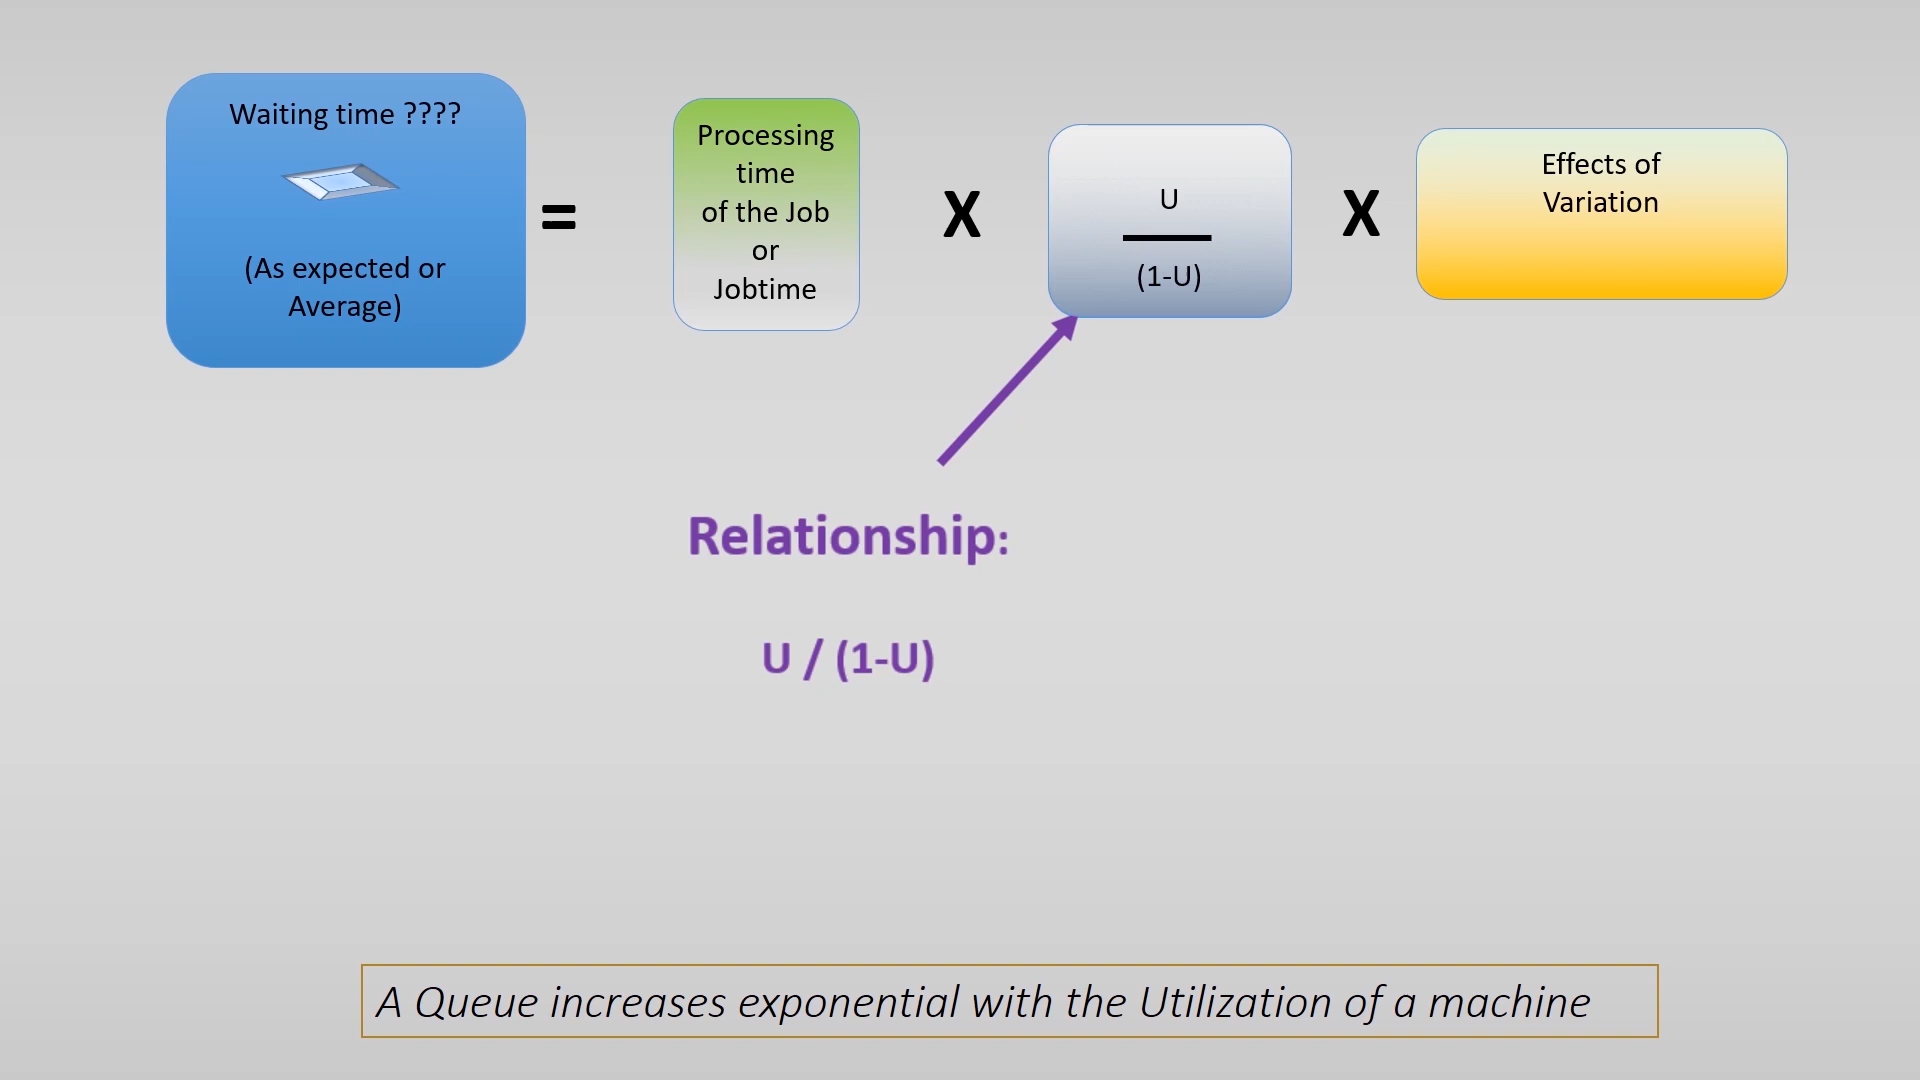 Waiting time ????
(As expected or
Average)
=
Processing
time
of the Job
or
Jobtime
X
U
(1-U)
X
Effects of
Variation
Relationship:
U / (1-U)
A Queue increases exponential with the Utilization of a machine